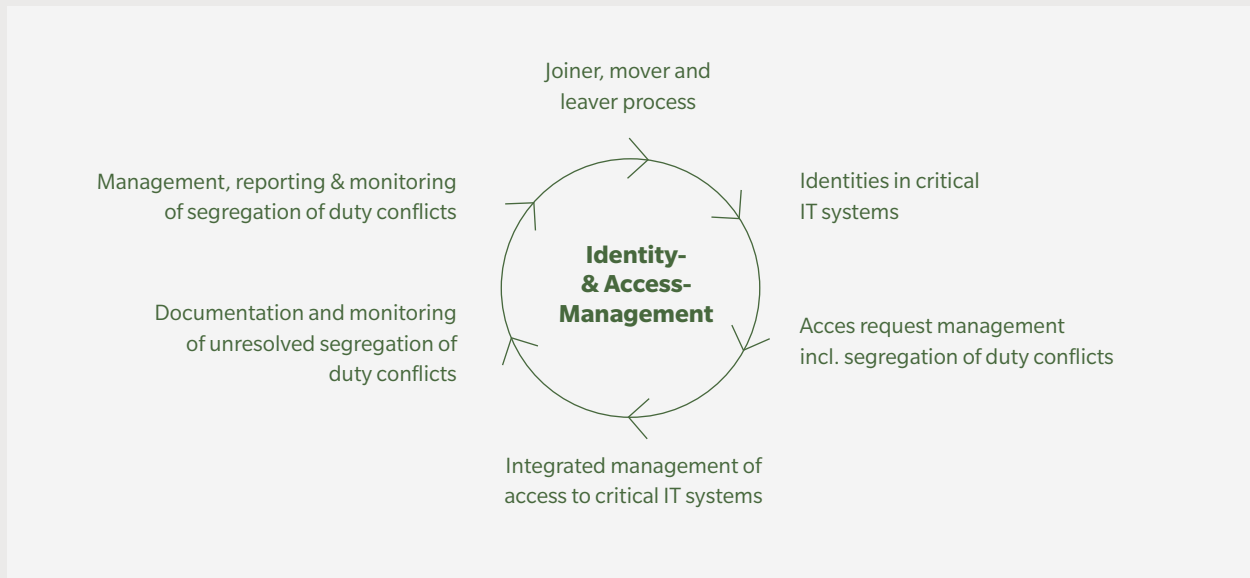 Joiner, mover and
leaver process
Identities in critical
IT systems
Acces request management
incl. segregation of duty conflicts
Integrated management of
access to critical IT systems
Documentation and monitoring
of unresolved segregation of
duty conflicts
Management, reporting & monitoring
of segregation of duty conflicts
Identity-
& Access-
Management